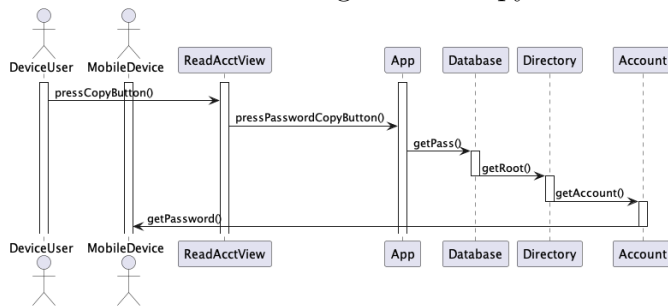 DeviceUser MobileDevice ReadAcctView App Database Directory Account
pressCopyButton()
pressPasswordCopyButton()
getPass()
getRoot()
getAccount()
getPassword()
DeviceUser MobileDevice ReadAcctView App Database Directory Account